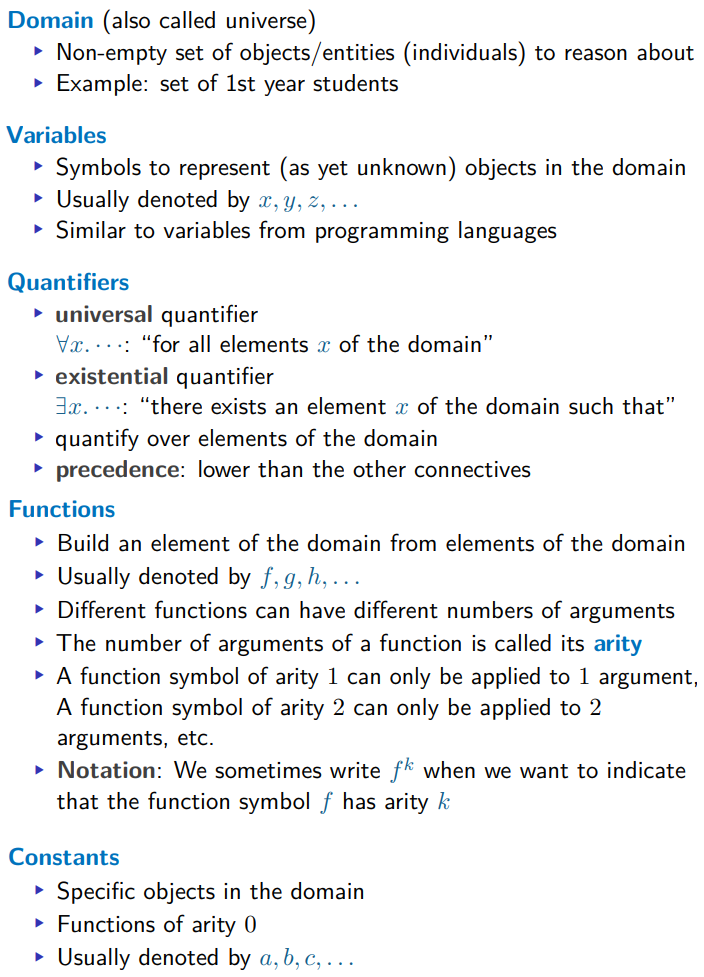 Domain (also called universe)
‣ Non-empty set of objects/entities (individuals) to reason about
‣ Example: set of 1st year students
Variables
‣ Symbols to represent (as yet unknown) objects in the domain
‣ Usually denoted by x, y, z, . . .
‣ Similar to variables from programming languages
Quantifiers
‣ universal quantifier
∀x. · · ·: “for all elements x of the domain”
‣ existential quantifier
∃x. · · ·: “there exists an element x of the domain such that”
‣ quantify over elements of the domain
‣ precedence: lower than the other connectives
Functions
‣ Build an element of the domain from elements of the domain
‣ Usually denoted by f, g, h, . . .
‣ Different functions can have different numbers of arguments
‣ The number of arguments of a function is called its arity
‣ A function symbol of arity 1 can only be applied to 1 argument,
A function symbol of arity 2 can only be applied to 2
arguments, etc.
‣ Notation: We sometimes write fᵏ when we want to indicate
that the function symbol f has arity k
Constants
‣ Specific objects in the domain
‣ Functions of arity 0
‣ Usually denoted by a, b, c, . . .